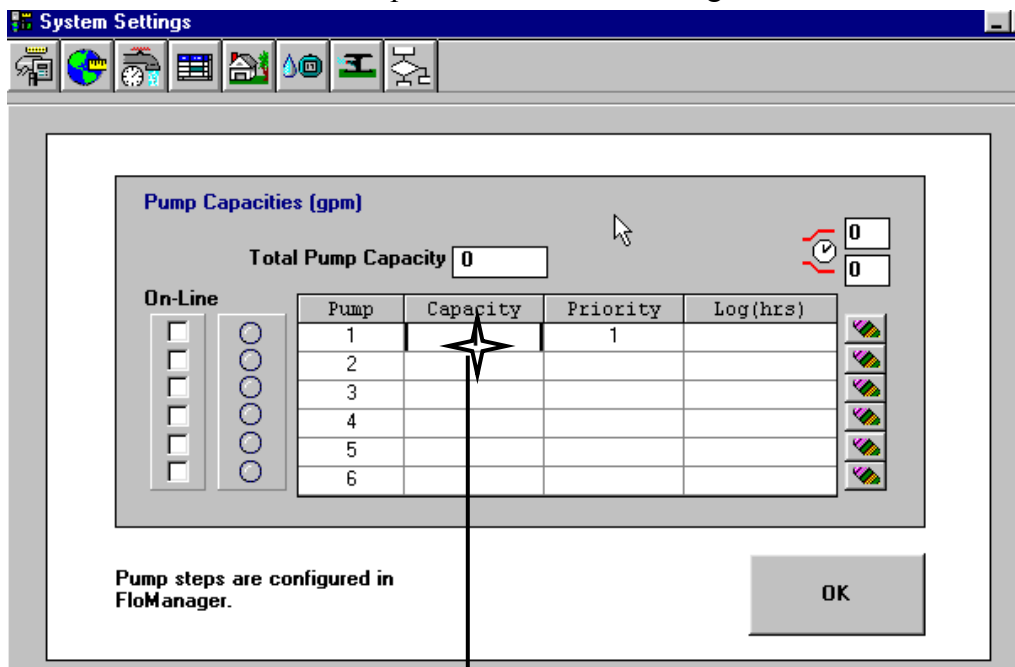 System Settings
Pump Capacities (gpm)
Total Pump Capacity 0
0
0
On-Line
Pump Capacity Priority Log(hrs)
1 1
2
3
4
5
6
Pump steps are configured in
FloManager.
OK